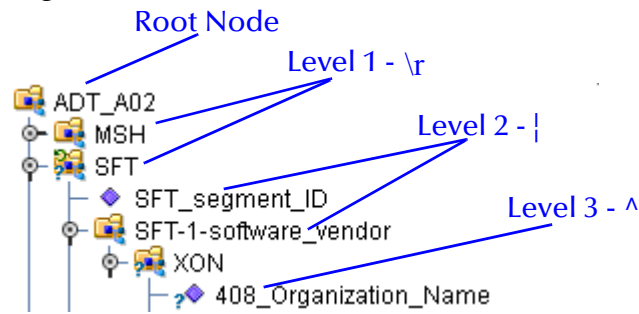 Root Node
Level 1 - \r
ADT_A02
MSH
Level 2 - ¦
SFT
SFT_segment_ID
Level 3 - ^
SFT-1-software_vendor
XON
408_Organization_Name